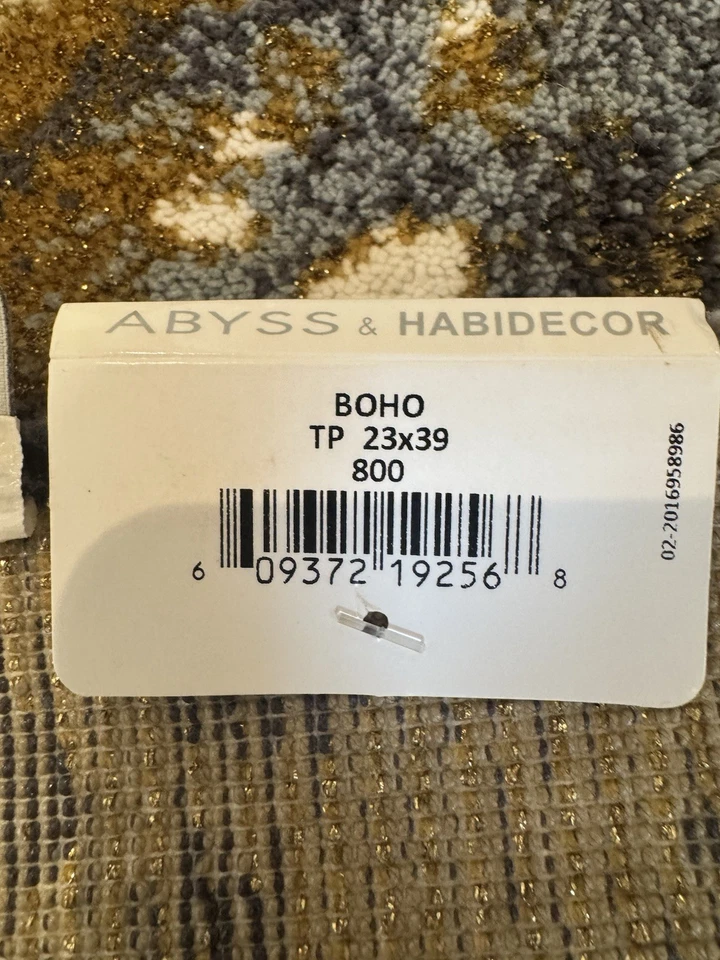 ABYSS & HABIDECOR
BOHO
TP 23x39
800
6 09372 19256 8
02-2016958986